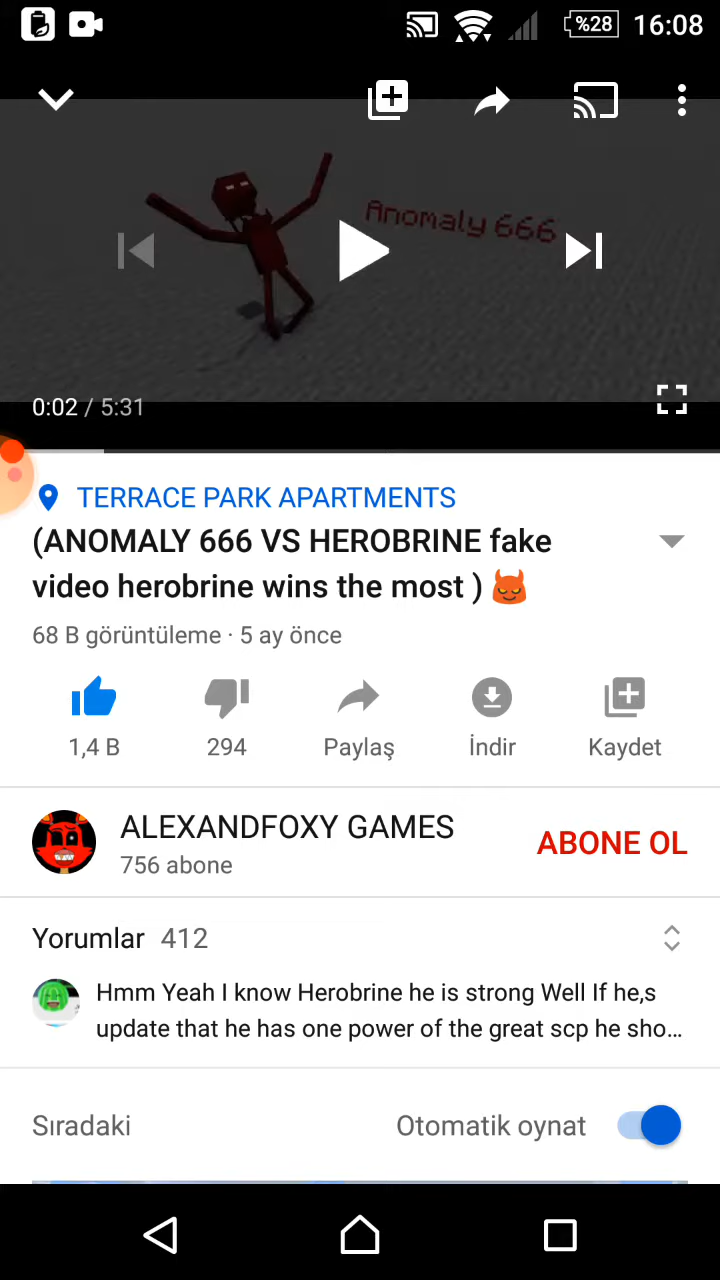 %28 16:08
Anomaly 666
0:02 / 5:31
TERRACE PARK APARTMENTS
(ANOMALY 666 VS HEROBRINE fake
video herobrine wins the most ) 😈
68 B görüntüleme · 5 ay önce
1,4 B 294 Paylaş İndir Kaydet
ALEXANDFOXY GAMES
756 abone
ABONE OL
Yorumlar 412
Hmm Yeah I know Herobrine he is strong Well If he,s
update that he has one power of the great scp he sho...
Sıradaki Otomatik oynat